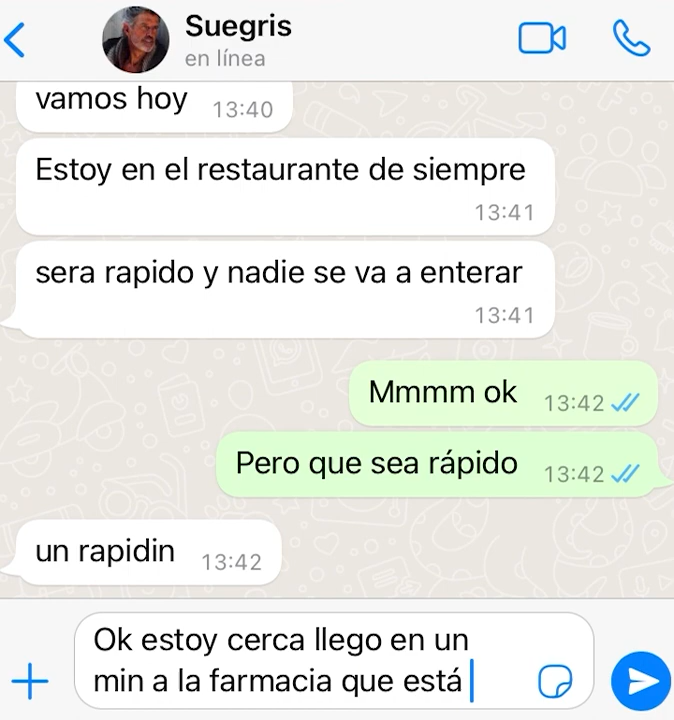 Suegris
en línea
vamos hoy 13:40
Estoy en el restaurante de siempre
13:41
sera rapido y nadie se va a enterar
13:41
Mmmm ok 13:42
Pero que sea rápido 13:42
un rapidin 13:42
Ok estoy cerca llego en un
min a la farmacia que está